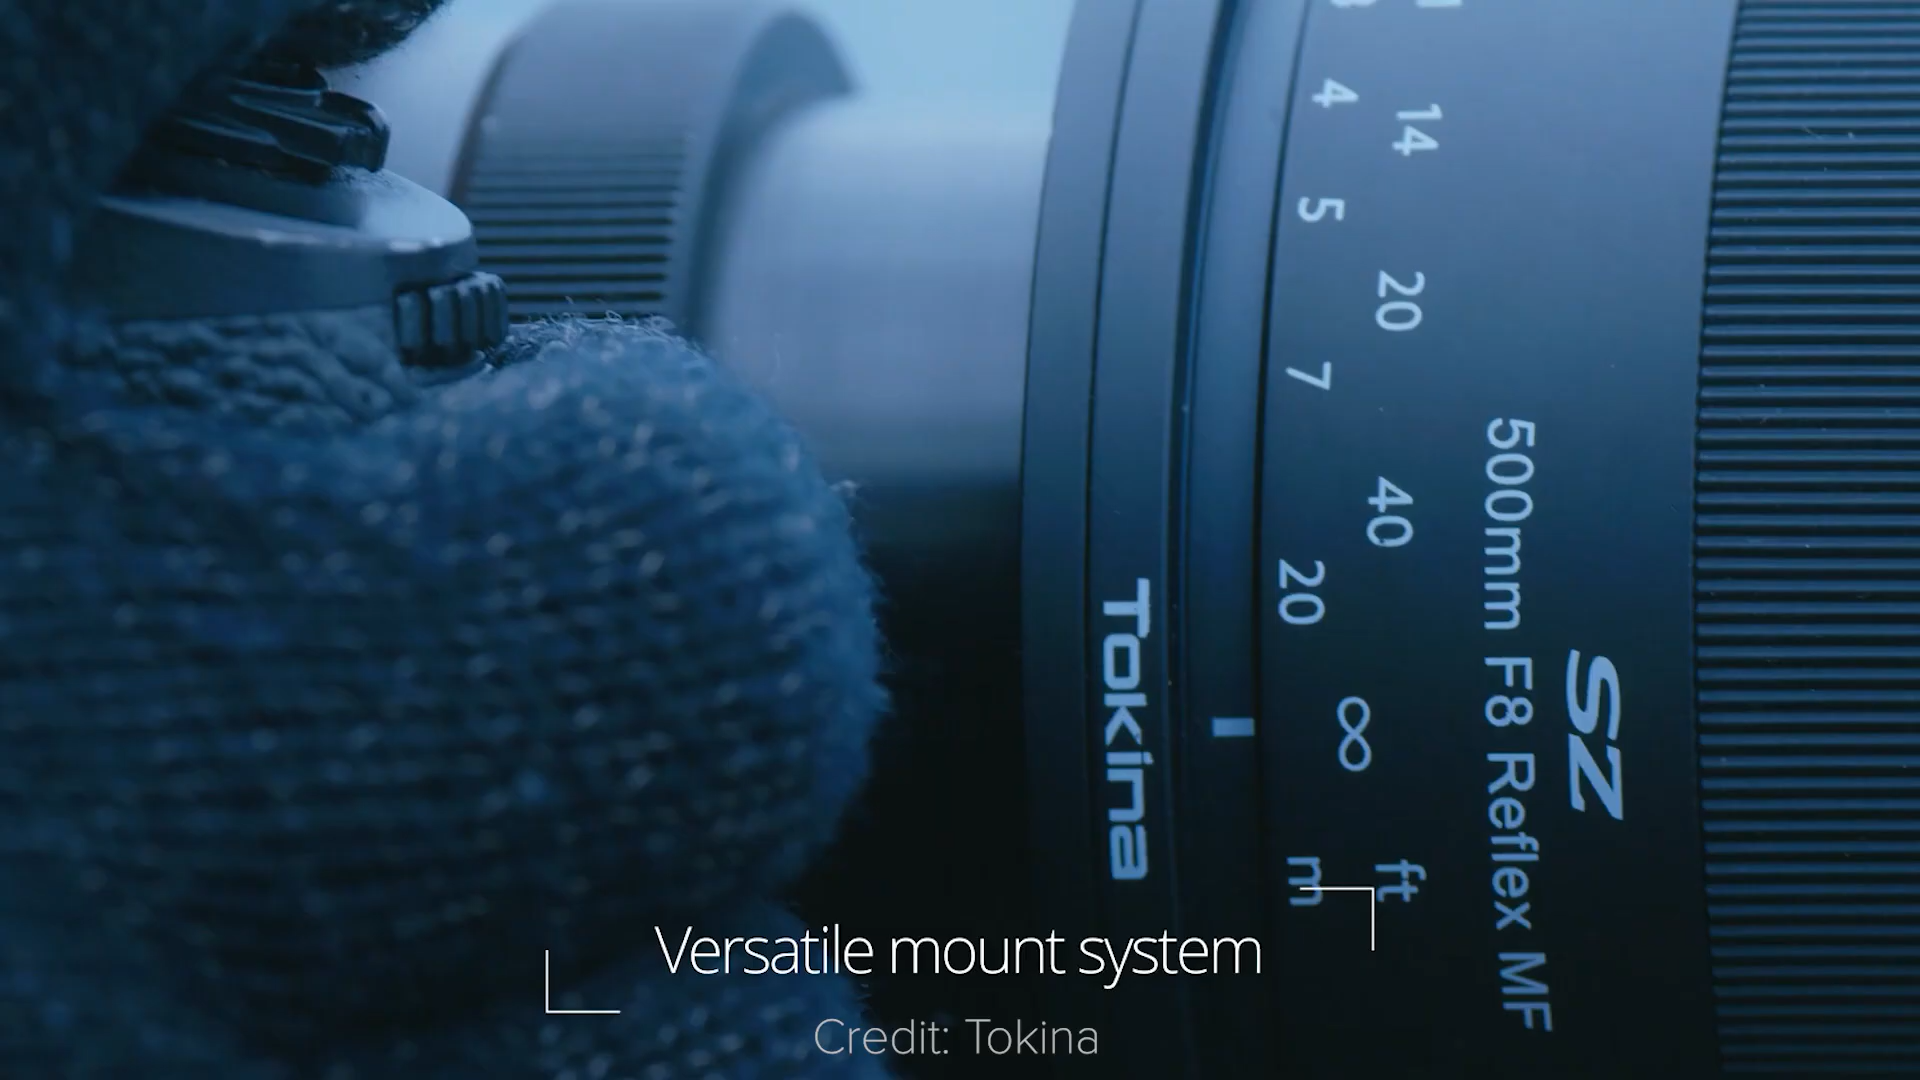 4
14
5
20
7
40
20
∞
m
ft
Tokina
500mm F8 Reflex MF
SZ
Versatile mount system
Credit: Tokina